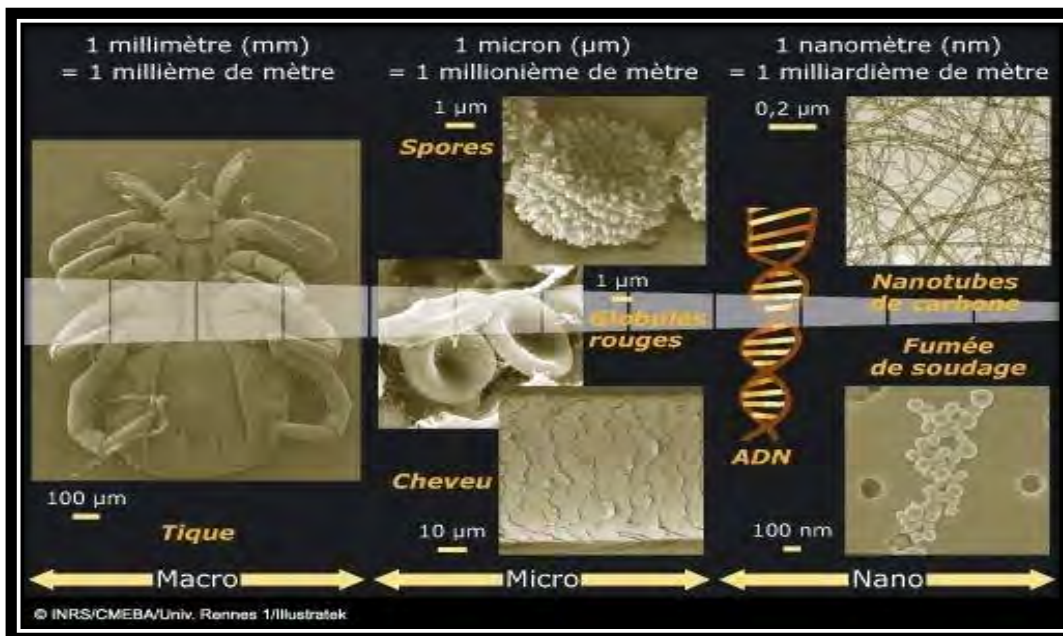 1 millimètre (mm)
= 1 millième de mètre
1 micron (µm)
= 1 millionième de mètre
1 nanomètre (nm)
= 1 milliardième de mètre
1 µm
Spores
0,2 µm
1 µm
Globules
rouges
Nanotubes
de carbone
Fumée
de soudage
Cheveu
ADN
100 µm
Tique
10 µm
100 nm
Macro
Micro
Nano
© INRS/CMEBA/Univ. Rennes 1/Illustratek